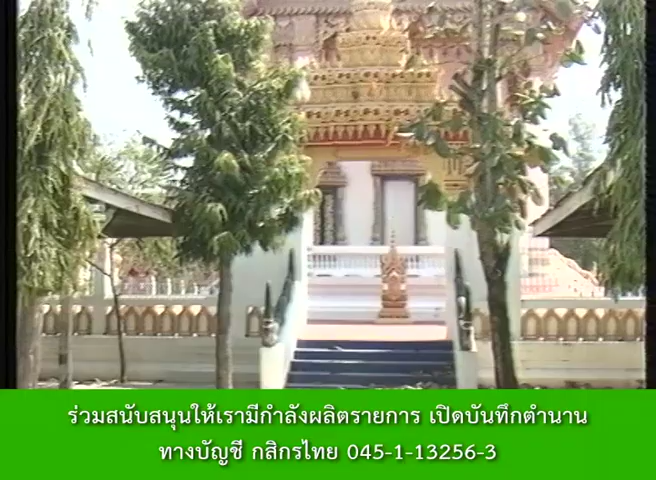 ร่วมสนับสนุนให้เรามีกำลังผลิตรายการ เปิดบันทึกตำนาน
ทางบัญชี กสิกรไทย 045-1-13256-3